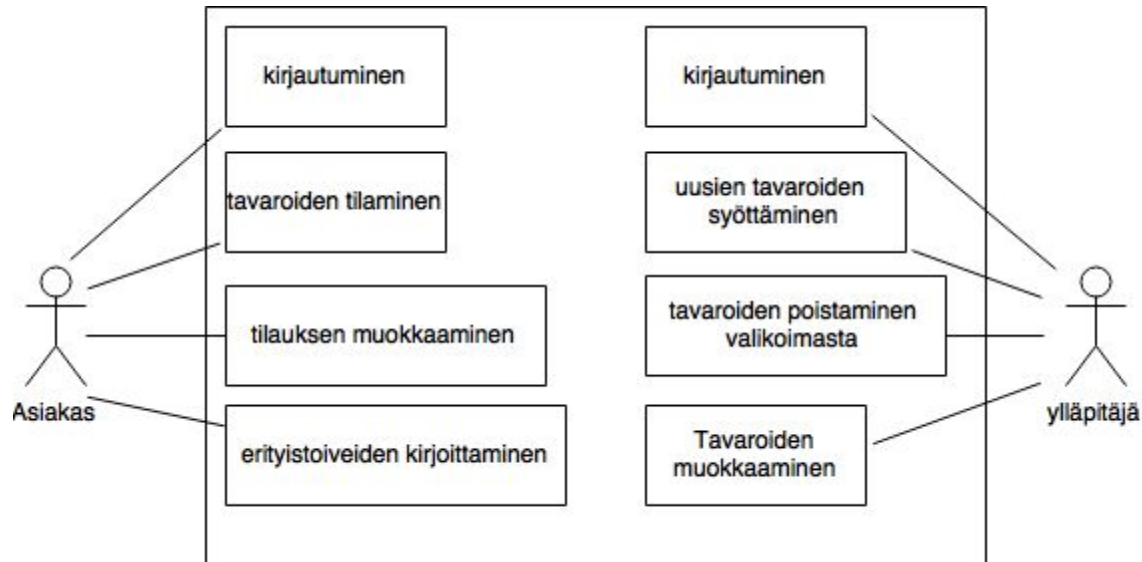 kirjautuminen
tavaroiden tilaminen
tilauksen muokkaaminen
erityistoiveiden kirjoittaminen
Asiakas
kirjautuminen
uusien tavaroiden
syöttäminen
tavaroiden poistaminen
valikoimasta
Tavaroiden
muokkaaminen
ylläpitäjä